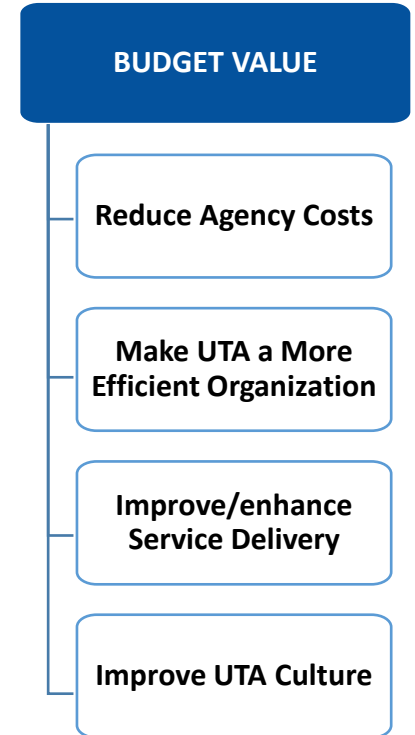 BUDGET VALUE
Reduce Agency Costs
Make UTA a More
Efficient Organization
Improve/enhance
Service Delivery
Improve UTA Culture